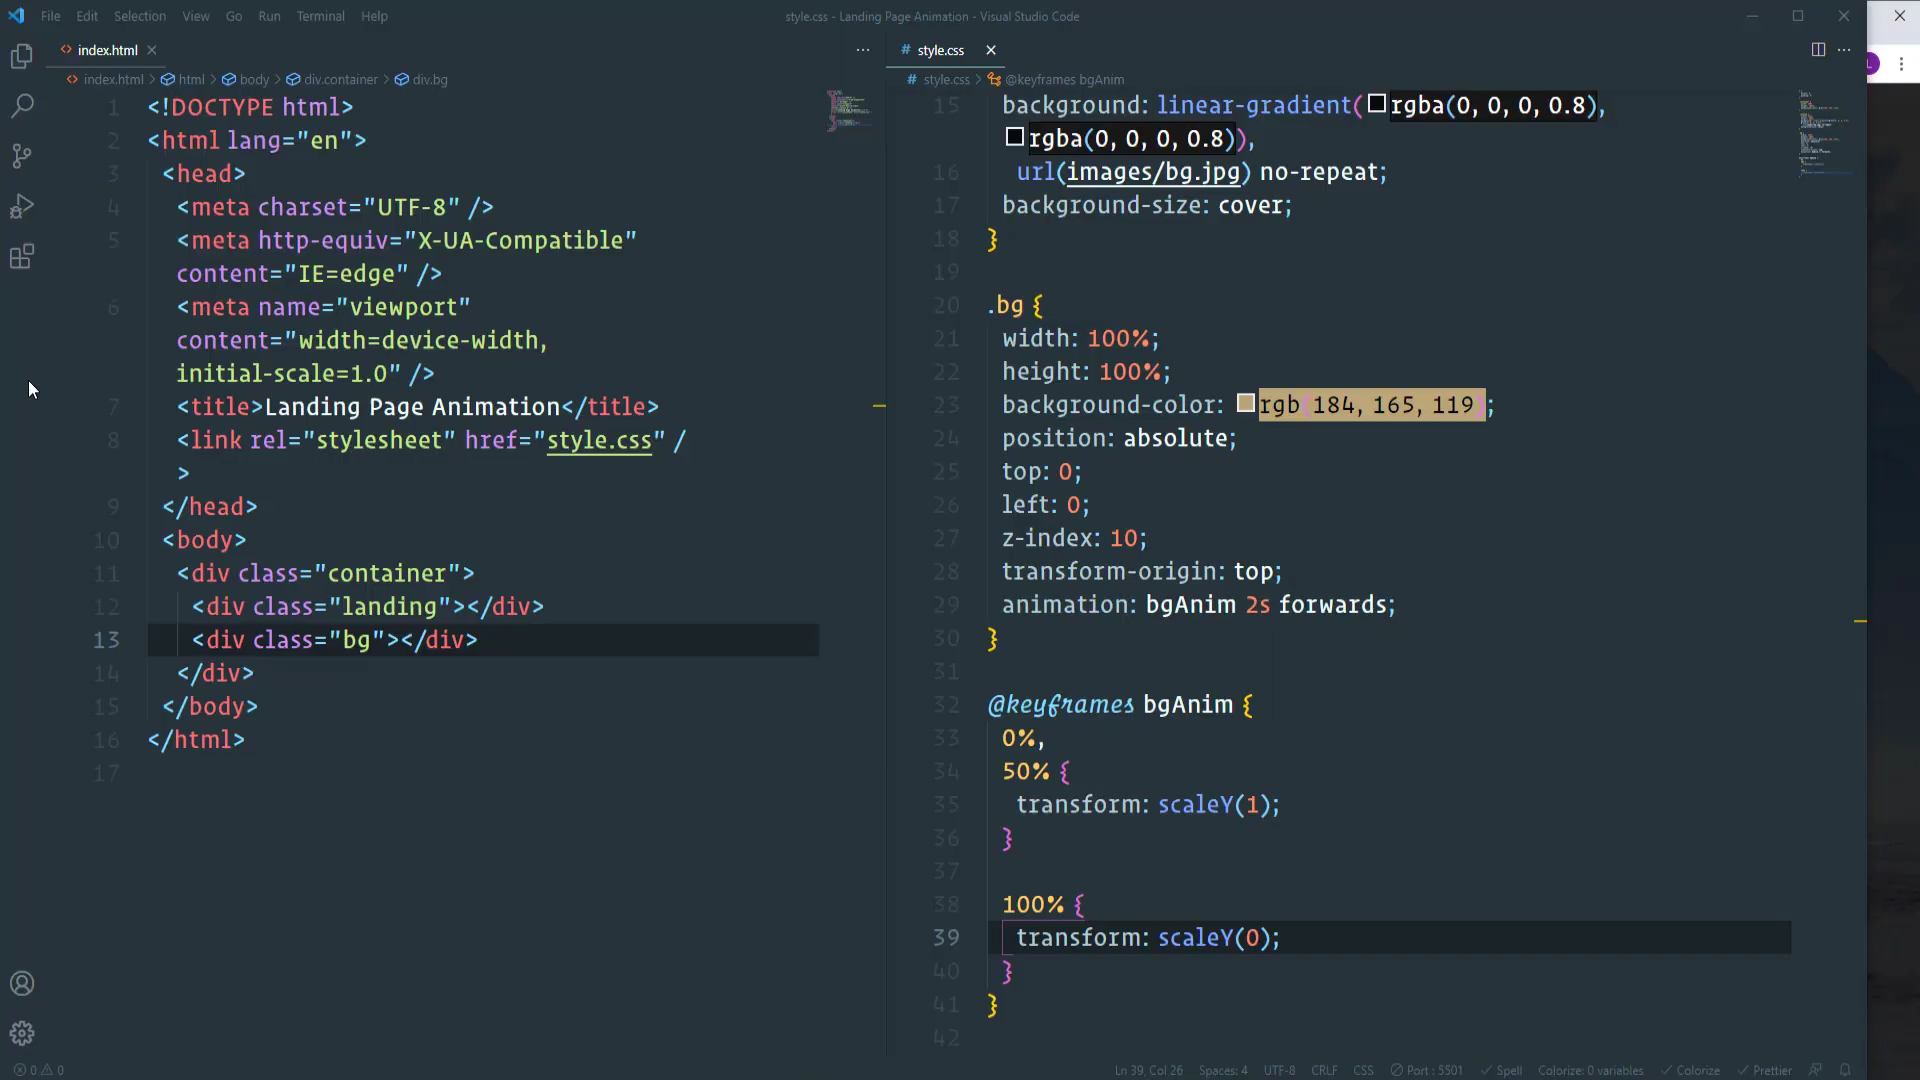 File Edit Selection View Go Run Terminal Help
style.css - Landing Page Animation - Visual Studio Code
index.html
index.html > html > body > div.container > div.bg
1 <!DOCTYPE html>
2 <html lang="en">
3 <head>
4 <meta charset="UTF-8" />
5 <meta http-equiv="X-UA-Compatible"
content="IE=edge" />
6 <meta name="viewport"
content="width=device-width,
initial-scale=1.0" />
7 <title>Landing Page Animation</title>
8 <link rel="stylesheet" href="style.css" /
>
9 </head>
10 <body>
11 <div class="container">
12 <div class="landing"></div>
13 <div class="bg"></div>
14 </div>
15 </body>
16 </html>
17
# style.css
# style.css > @keyframes bgAnim
15 background: linear-gradient(rgba(0, 0, 0, 0.8),
rgba(0, 0, 0, 0.8)),
16 url(images/bg.jpg) no-repeat;
17 background-size: cover;
18 }
19
20 .bg {
21 width: 100%;
22 height: 100%;
23 background-color: rgb(184, 165, 119);
24 position: absolute;
25 top: 0;
26 left: 0;
27 z-index: 10;
28 transform-origin: top;
29 animation: bgAnim 2s forwards;
30 }
31
32 @keyframes bgAnim {
33 0%,
34 50% {
35 transform: scaleY(1);
36 }
37
38 100% {
39 transform: scaleY(0);
40 }
41 }
42
0 0
Ln 39, Col 26 Spaces: 4 UTF-8 CRLF CSS Port : 5501 Spell Colorize: 0 variables Colorize Prettier